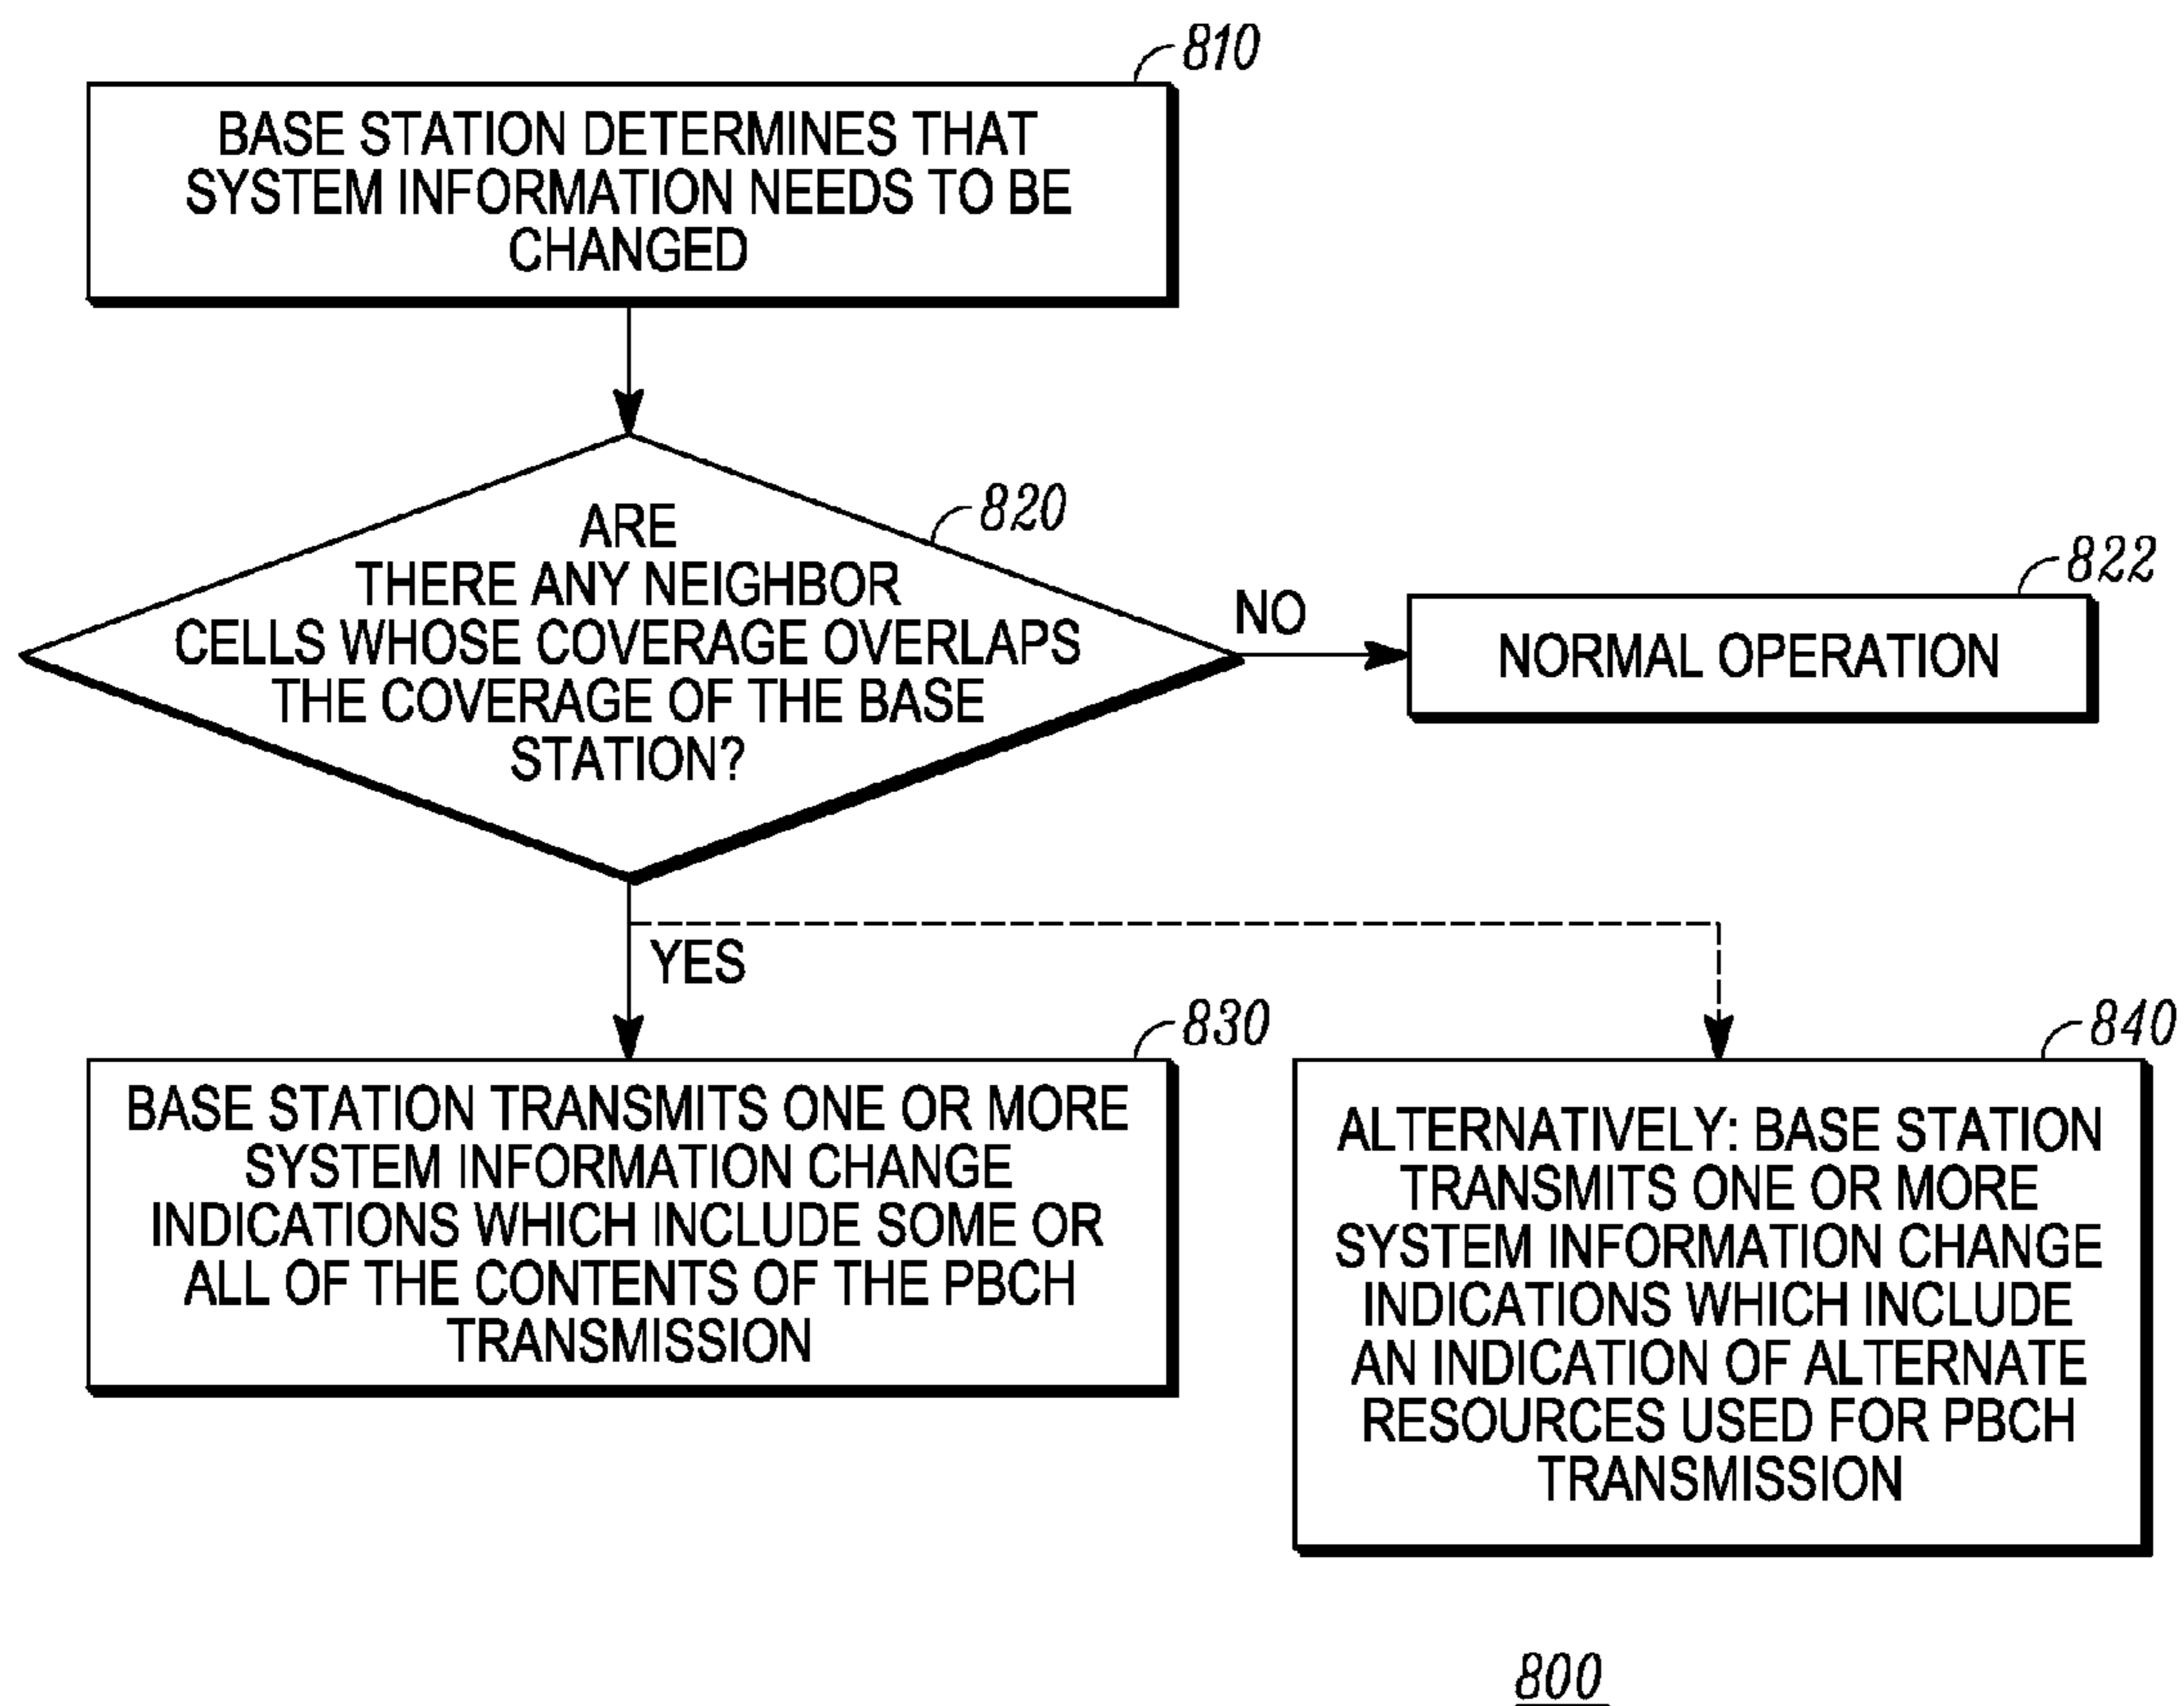 810
BASE STATION DETERMINES THAT
SYSTEM INFORMATION NEEDS TO BE
CHANGED
820
ARE
THERE ANY NEIGHBOR
CELLS WHOSE COVERAGE OVERLAPS
THE COVERAGE OF THE BASE
STATION?
NO
822
NORMAL OPERATION
YES
830
BASE STATION TRANSMITS ONE OR MORE
SYSTEM INFORMATION CHANGE
INDICATIONS WHICH INCLUDE SOME OR
ALL OF THE CONTENTS OF THE PBCH
TRANSMISSION
840
ALTERNATIVELY: BASE STATION
TRANSMITS ONE OR MORE
SYSTEM INFORMATION CHANGE
INDICATIONS WHICH INCLUDE
AN INDICATION OF ALTERNATE
RESOURCES USED FOR PBCH
TRANSMISSION
800